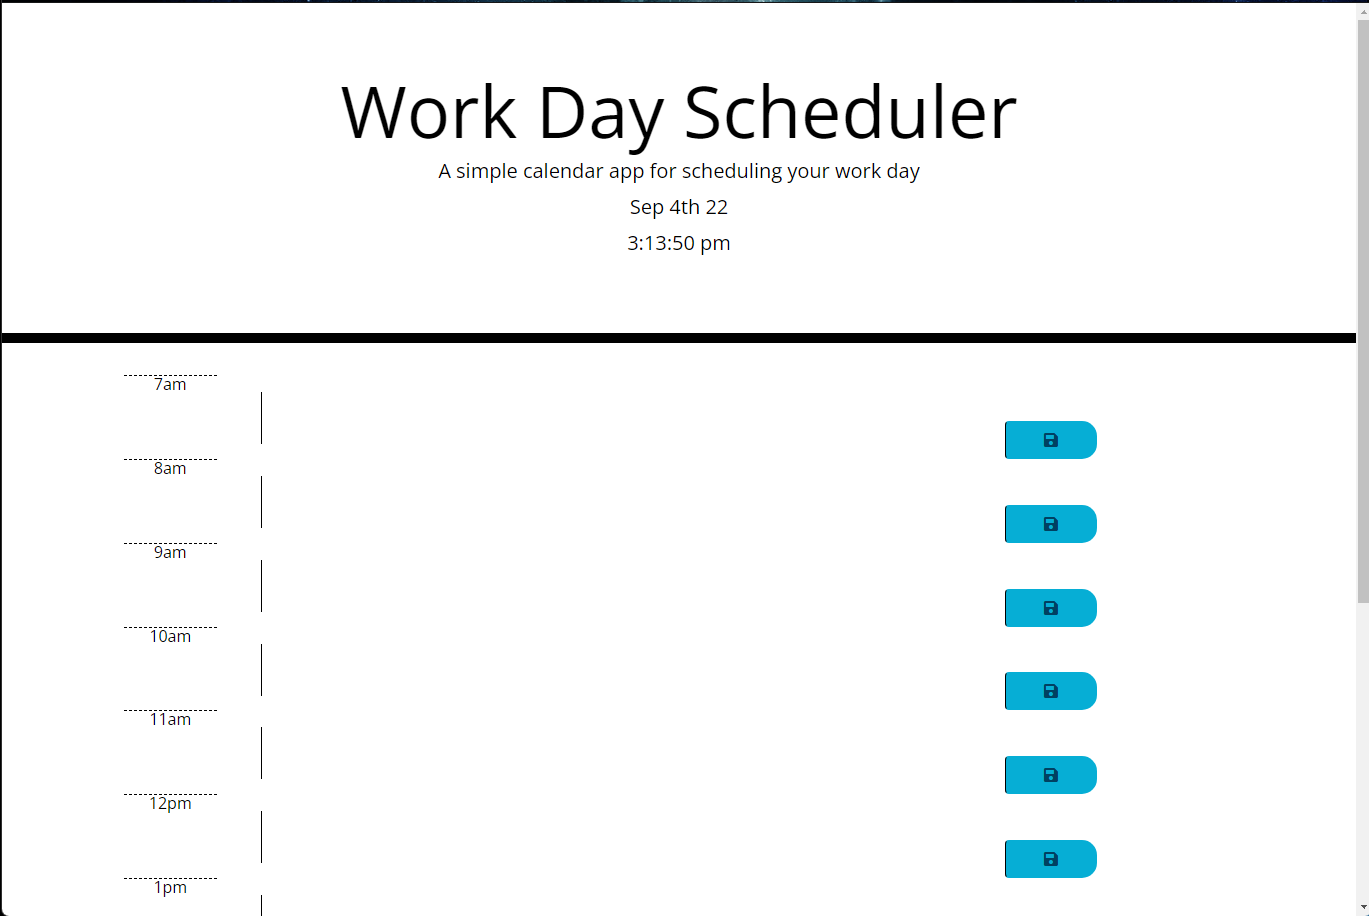 Work Day Scheduler
A simple calendar app for scheduling your work day
Sep 4th 22
3:13:50 pm
7am
8am
9am
10am
11am
12pm
1pm